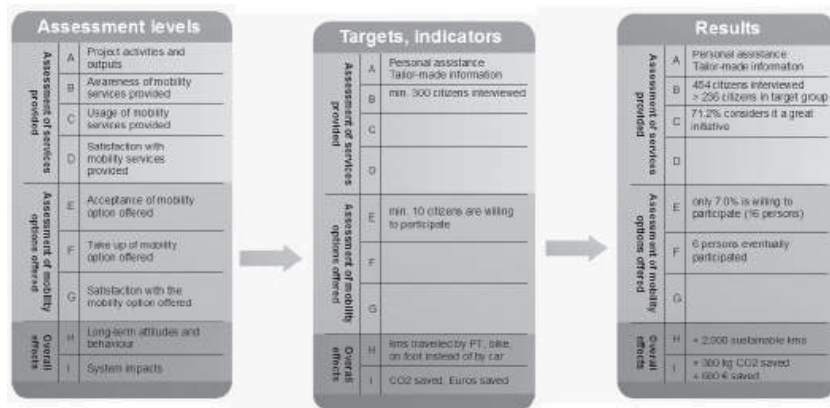 Assessment levels
Assessment of services provided
A
Project activities and
outputs
B
Awareness of mobility
services provided
C
Usage of mobility
services provided
D
Satisfaction with
mobility services
provided
Assessment of mobility options offered
E
Acceptance of mobility
option offered
F
Take up of mobility
option offered
G
Satisfaction with the
mobility option offered
Overall effects
H
Long-term attitudes and
behaviour
I
System impacts
Targets, indicators
Assessment of services provided
A
Personal assistance
Tailor-made information
B
min. 300 citizens interviewed
C
D
Assessment of mobility options offered
E
min. 10 citizens are willing
to participate
F
G
Overall effects
H
kms travelled by PT, bike,
on foot instead of by car
I
CO2 saved, Euros saved
Results
Assessment of services provided
A
Personal assistance
Tailor-made information
B
454 citizens interviewed
> 236 citizens in target group
C
71.2% considers it a great
initiative
D
Assessment of mobility options offered
E
only 7.0% is willing to
participate (16 persons)
F
6 persons eventually
participated
G
Overall effects
H
sustainable kms
I
kg CO2 saved
€ saved